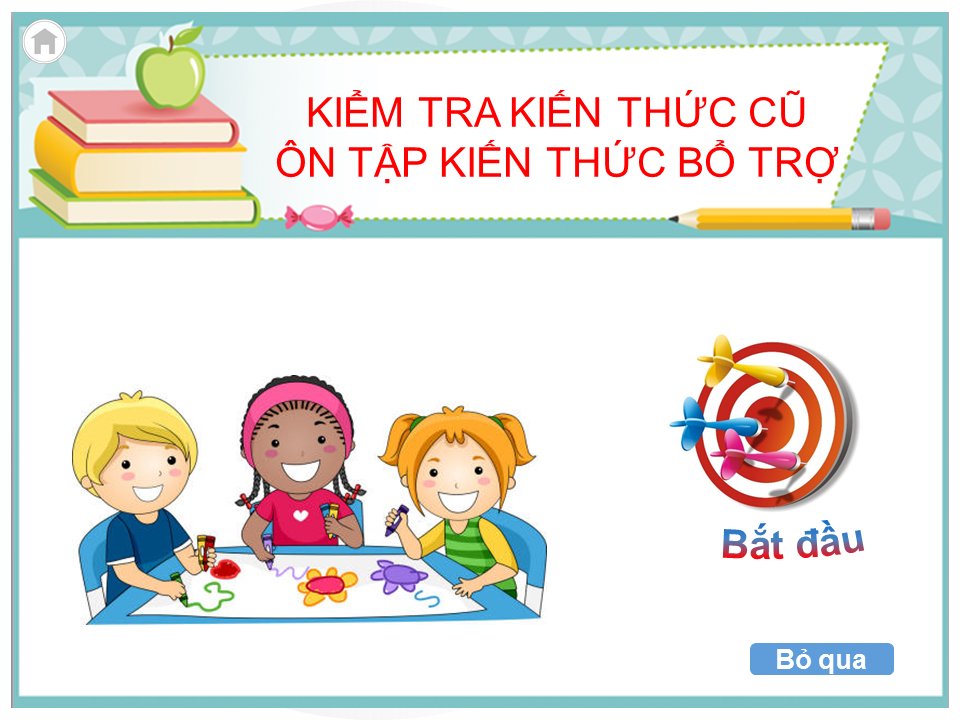 KIỂM TRA KIẾN THỨC CŨ
ÔN TẬP KIẾN THỨC BỔ TRỢ
Bắt đầu
Bỏ qua